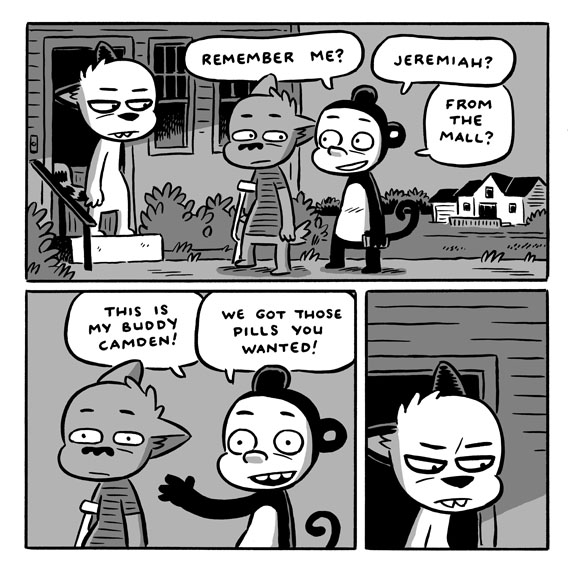 REMEMBER ME?
JEREMIAH?
FROM
THE
MALL?
THIS IS
MY BUDDY
CAMDEN!
WE GOT THOSE
PILLS YOU
WANTED!